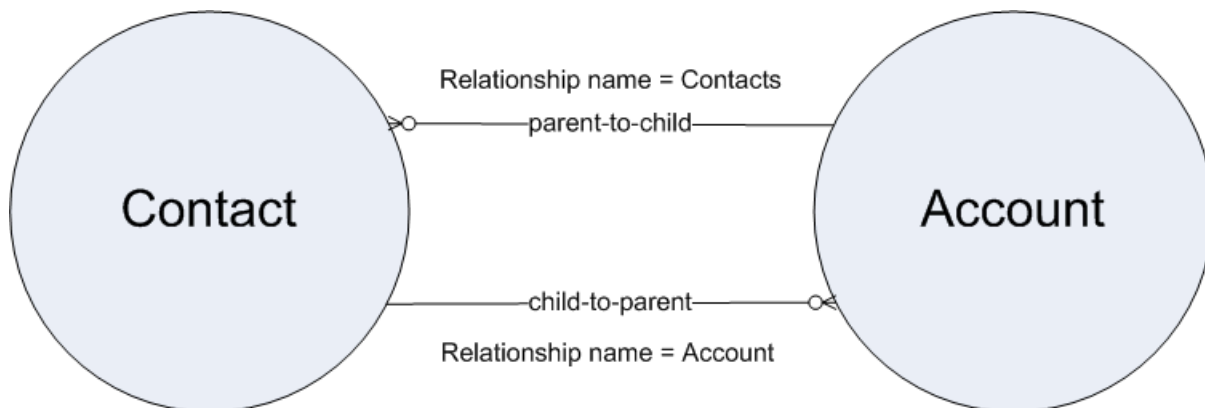 Relationship name = Contacts
parent-to-child
Contact
Account
child-to-parent
Relationship name = Account